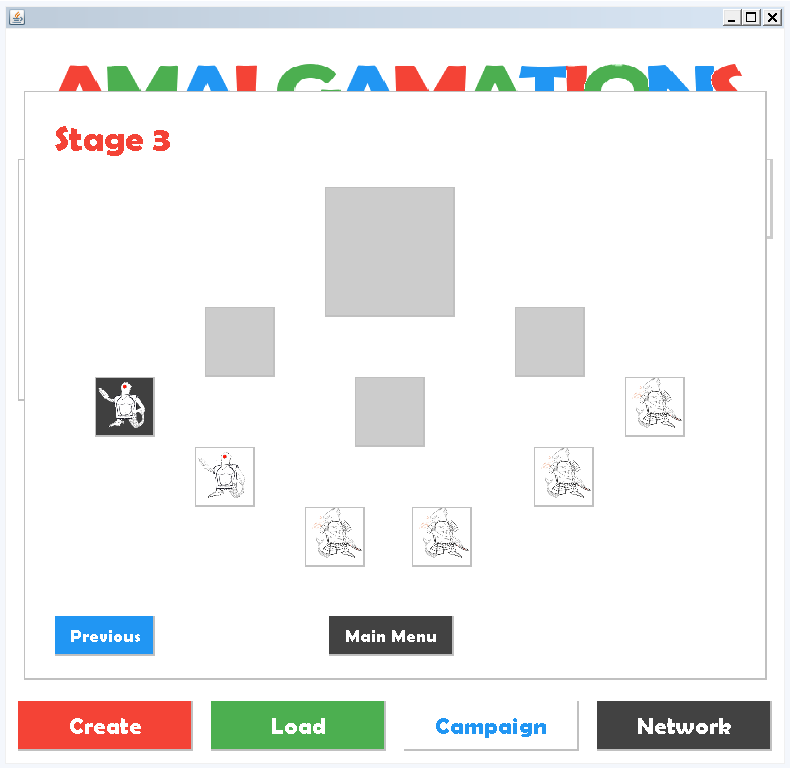 AMALGAMATIONS
Stage 3
Previous
Main Menu
Create
Load
Campaign
Network